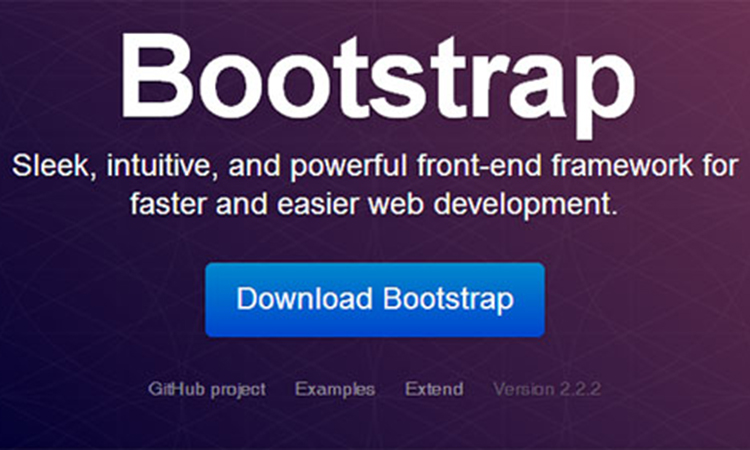 Bootstrap
Sleek, intuitive, and powerful front-end framework for
faster and easier web development.
Download Bootstrap
GitHub project Examples Extend Version 2.2.2